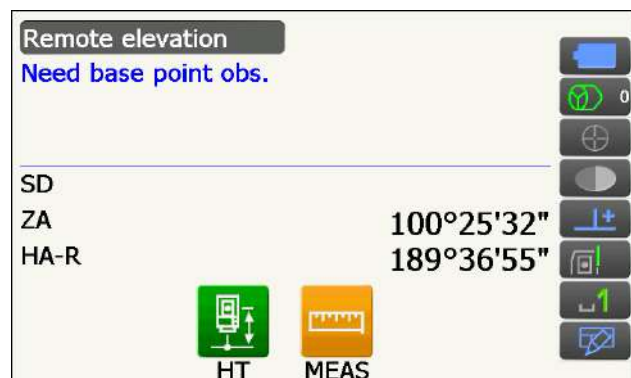 Remote elevation
Need base point obs.
0
SD
ZA 100°25'32"
HA-R 189°36'55"
1
HT MEAS